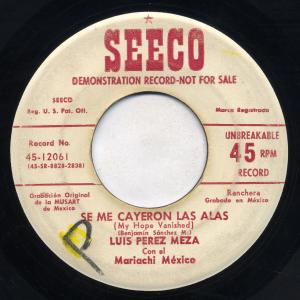 SEECO
DEMONSTRATION RECORD-NOT FOR SALE
SEECO
Reg. U. S. Pat. Off.
Marca Registrada
Record No.
45-12061
(45-SR-8828-2838)
UNBREAKABLE
45 RPM
RECORD
Grabación Original
de la MUSART
de Mexico
Ranchera
Grabado en México
SE ME CAYERON LAS ALAS
(My Hope Vanished)
(Benjamin Sánchez M.)
LUIS PEREZ MEZA
Con el
Mariachi México
P